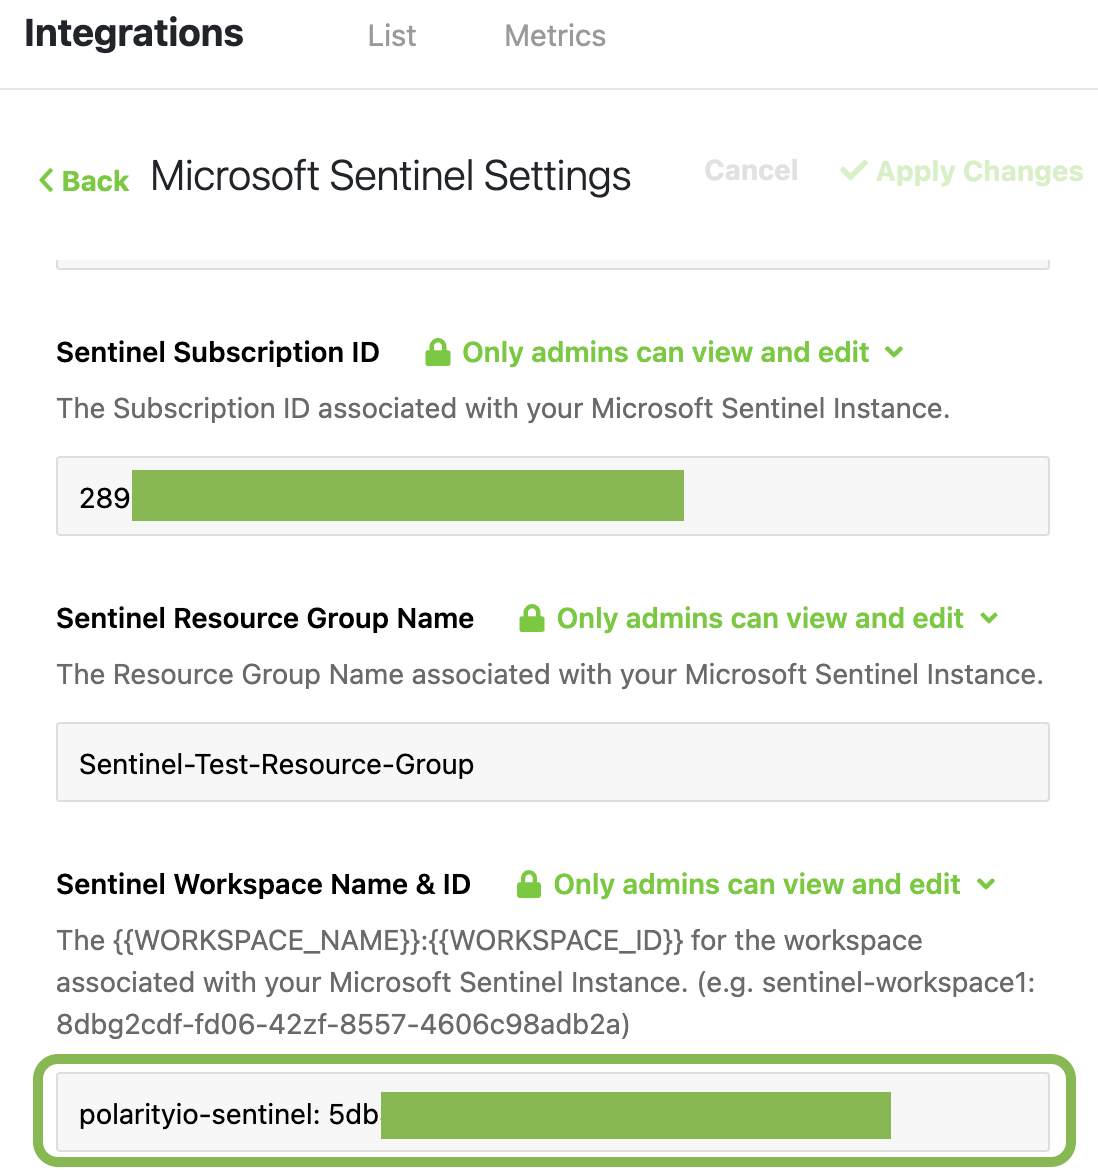 Integrations List Metrics
Back Microsoft Sentinel Settings Cancel Apply Changes
Sentinel Subscription ID Only admins can view and edit
The Subscription ID associated with your Microsoft Sentinel Instance.
289
Sentinel Resource Group Name Only admins can view and edit
The Resource Group Name associated with your Microsoft Sentinel Instance.
Sentinel-Test-Resource-Group
Sentinel Workspace Name & ID Only admins can view and edit
The {{WORKSPACE_NAME}}:{{WORKSPACE_ID}} for the workspace
associated with your Microsoft Sentinel Instance. (e.g. sentinel-workspace1:
8dbg2cdf-fd06-42zf-8557-4606c98adb2a)
polarityio-sentinel: 5db